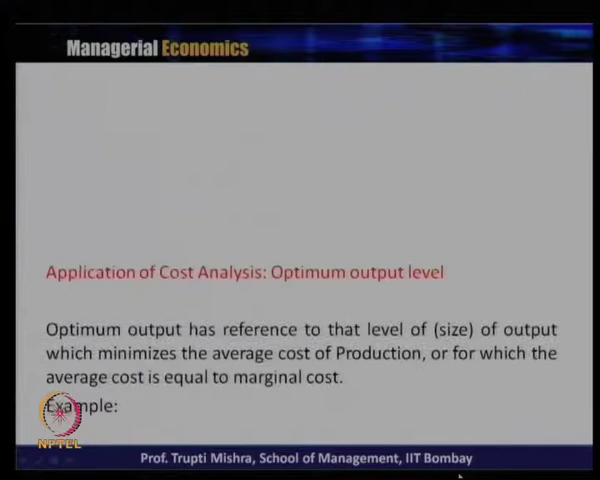 Managerial Economics
Application of Cost Analysis: Optimum output level
Optimum output has reference to that level of (size) of output
which minimizes the average cost of Production, or for which the
average cost is equal to marginal cost.
Example:
NPTEL
Prof. Trupti Mishra, School of Management, IIT Bombay